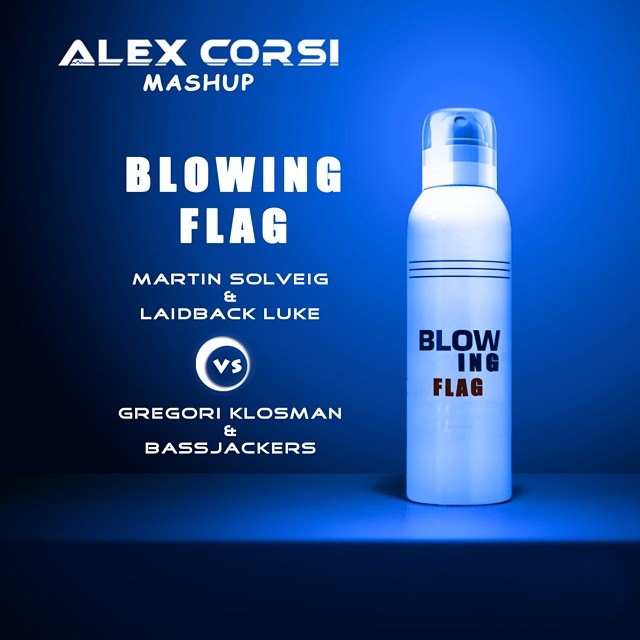 ALEX CORSI
MASHUP
BLOWING
FLAG
MARTIN SOLVEIG
&
LAIDBACK LUKE
VS
GREGORI KLOSMAN
&
BASSJACKERS
BLOW
ING
FLAG